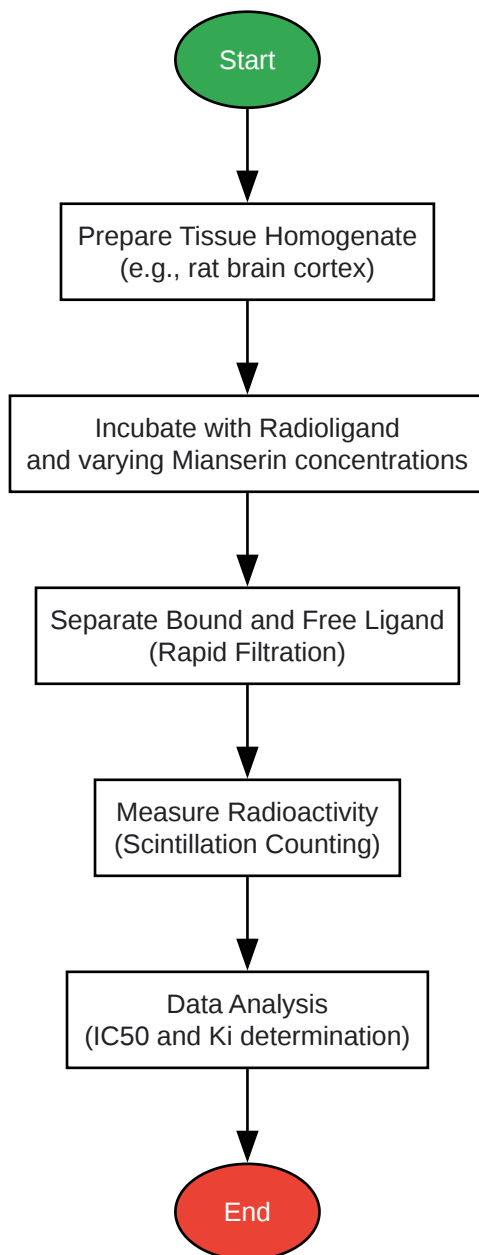 Start
Prepare Tissue Homogenate
(e.g., rat brain cortex)
Incubate with Radioligand
and varying Mianserin concentrations
Separate Bound and Free Ligand
(Rapid Filtration)
Measure Radioactivity
(Scintillation Counting)
Data Analysis
(IC50 and Ki determination)
End